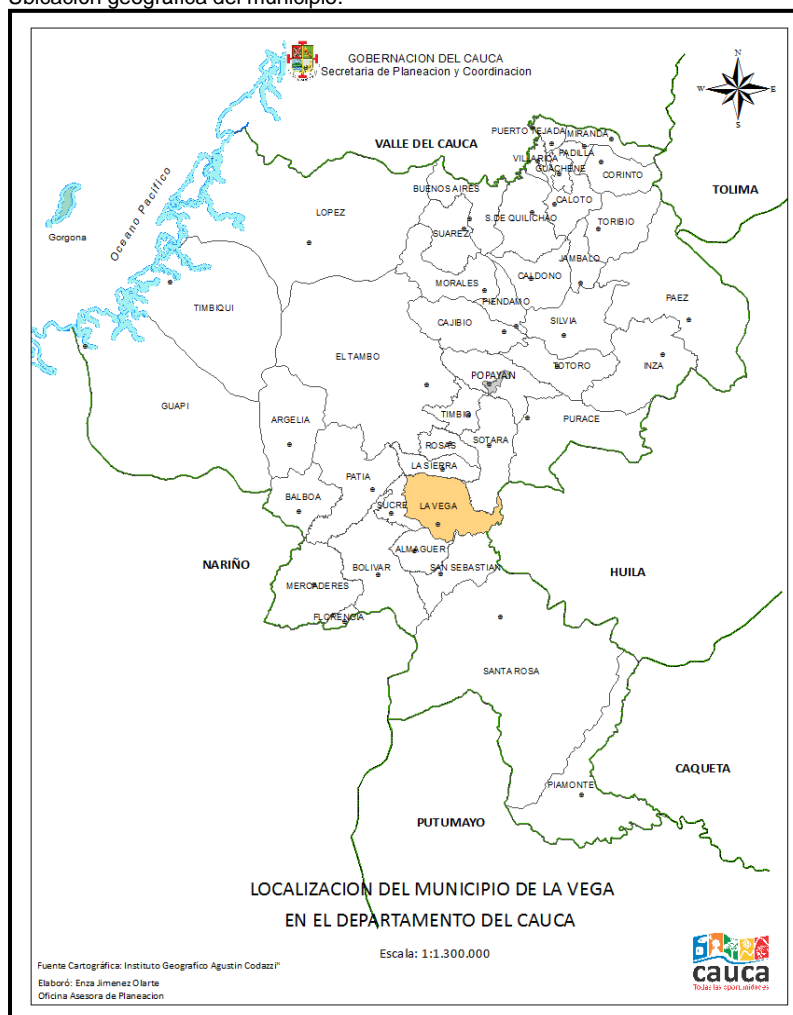 Ubicación geográfica del municipio.
GOBERNACION DEL CAUCA
Secretaria de Planeacion y Coordinacion
N
W
E
S
VALLE DEL CAUCA
PUERTO TEJADA
MIRANDA
PADILLA
VILLARICA
GUACHENE
CORINTO
TOLIMA
BUENOS AIRES
CALOTO
LOPEZ
S.DE QUILICHAO
TORIBIO
Oceano Pacífico
Gorgona
SUAREZ
JAMBALO
CALDONO
MORALES
PIENDAMO
PAEZ
TIMBIQUI
CAJIBIO
SILVIA
EL TAMBO
TOTORO
INZA
POPAYAN
GUAPI
TIMBIO
PURACE
ARGELIA
ROSAS
SOTARA
LA SIERRA
PATIA
BALBOA
SUCRE
LA VEGA
ALMAGUER
NARIÑO
BOLIVAR
SAN SEBASTIAN
HUILA
MERCADERES
FLORENCIA
SANTA ROSA
CAQUETA
PIAMONTE
PUTUMAYO
LOCALIZACION DEL MUNICIPIO DE LA VEGA
EN EL DEPARTAMENTO DEL CAUCA
Escala: 1:1.300.000
Fuente Cartográfica: Instituto Geografico Agustin Codazzi"
Elaboró: Enza Jimenez Olarte
Oficina Asesora de Planeacion
cauca
Todas las oportunidades